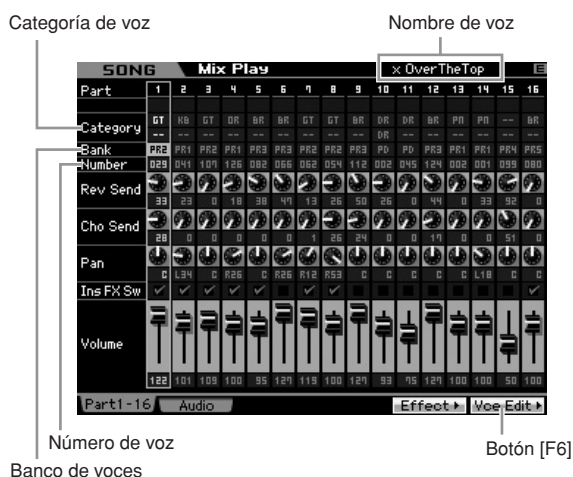 Categoría de voz
Nombre de voz
SONG Mix Play × OverTheTop E
Part 1 2 3 4 5 6 7 8 9 10 11 12 13 14 15 16
Category GT KB GT OR BR BR GT GT BR DR DR BR PN PN -- BR
-- -- -- -- -- -- -- -- -- DR -- -- -- -- -- --
Bank PR2 PR1 PR2 PR1 PR3 PR3 PR2 PR2 PR3 PD PD PR3 PR1 PR1 PR4 PR5
Number 029 041 107 126 082 066 062 054 112 002 045 124 002 001 099 080
Rev Send
33 23 0 18 38 47 13 26 50 26 0 44 0 33 92 0
Cho Send
28 0 0 0 0 0 1 26 24 0 0 17 0 0 51 0
Pan
C L34 C R26 C R26 R12 R53 C C C C C L18 C C
Ins FX Sw
Volume
122 101 109 100 95 127 119 100 127 93 75 127 100 100 50 100
Part1-16 Audio Effect Vce Edit
Número de voz
Botón [F6]
Banco de voces